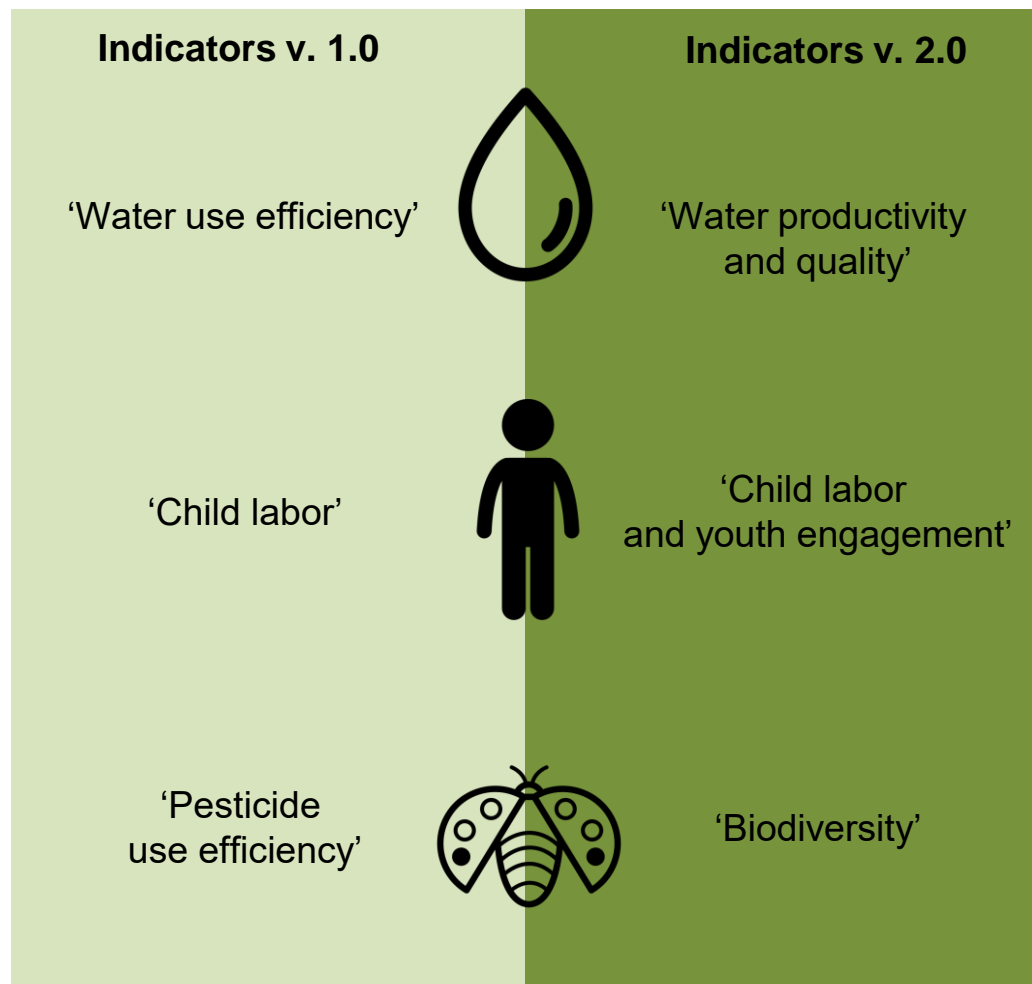 Indicators v. 1.0
Indicators v. 2.0
‘Water use efficiency’
‘Water productivity
and quality’
‘Child labor’
‘Child labor
and youth engagement’
‘Pesticide
use efficiency’
‘Biodiversity’